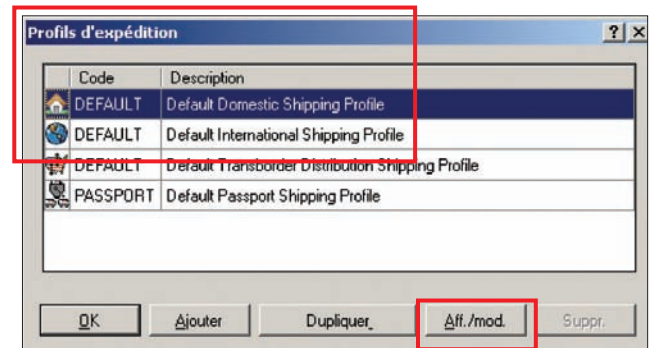 Profils d'expédition
Code Description
DEFAULT Default Domestic Shipping Profile
DEFAULT Default International Shipping Profile
DEFAULT Default Transborder Distribution Shipping Profile
PASSPORT Default Passport Shipping Profile
OK Ajouter Dupliquer Aff./mod. Suppr.